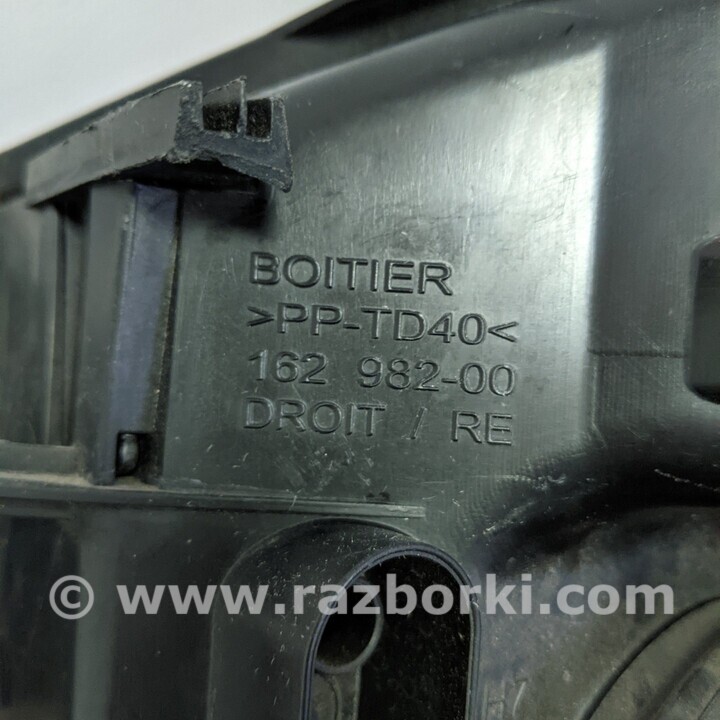 BOITIER
>PP-TD40<
162 982-00
DROIT / RE
© www.razborki.com